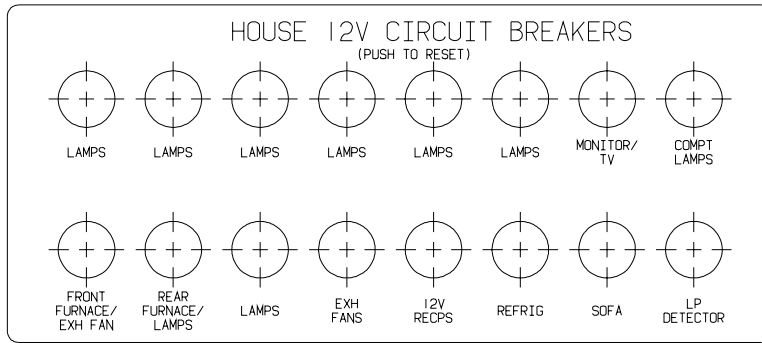 HOUSE 12V CIRCUIT BREAKERS
(PUSH TO RESET)
LAMPS LAMPS LAMPS LAMPS LAMPS LAMPS MONITOR/ TV COMPT LAMPS
FRONT FURNACE/ EXH FAN REAR FURNACE/ LAMPS LAMPS EXH FANS 12V RECPS REFRIG SOFA LP DETECTOR